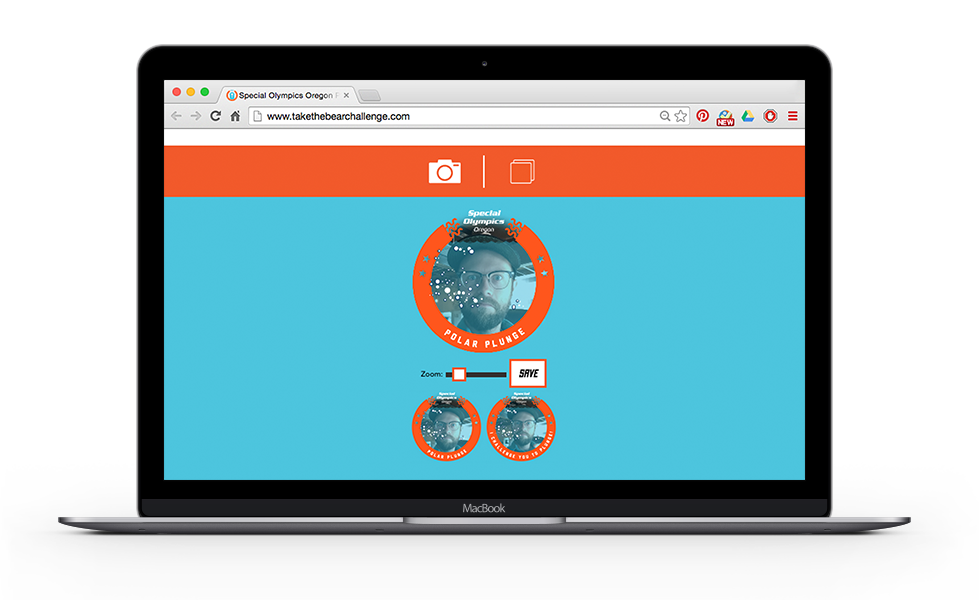 Special Olympics Oregon
www.takethebearchallenge.com
NEW
Special
Olympics
Oregon
POLAR PLUNGE
Zoom:
SAVE
Special
Olympics
Oregon
POLAR PLUNGE
Special
Olympics
Oregon
I CHALLENGE YOU TO PLUNGE!
MacBook